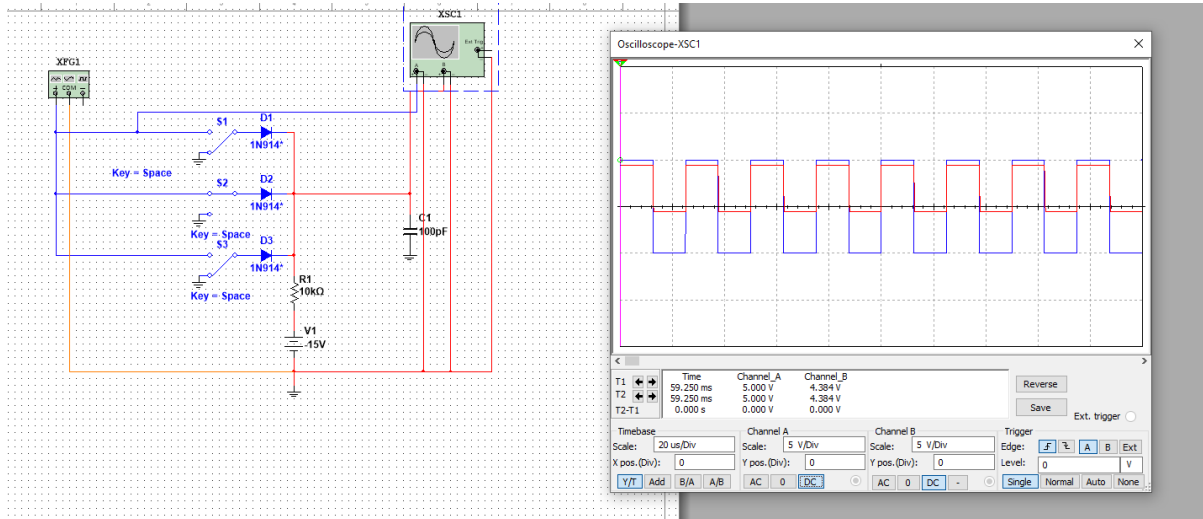 XSC1
Ext Trig
A
B
XFG1
COM
S1
D1
1N914*
Key = Space
S2
D2
1N914*
Key = Space
S3
D3
1N914*
Key = Space
C1
100pF
R1
10kΩ
V1
-15V
Oscilloscope-XSC1
Time Channel_A Channel_B
T1 59.250 ms 5.000 V 4.384 V
T2 59.250 ms 5.000 V 4.384 V
T2-T1 0.000 s 0.000 V 0.000 V
Reverse
Save
Ext. trigger
Timebase
Scale: 20 us/Div
X pos.(Div): 0
Y/T Add B/A A/B
Channel A
Scale: 5 V/Div
Y pos.(Div): 0
AC 0 DC
Channel B
Scale: 5 V/Div
Y pos.(Div): 0
AC 0 DC -
Trigger
Edge: A B Ext
Level: 0 V
Single Normal Auto None